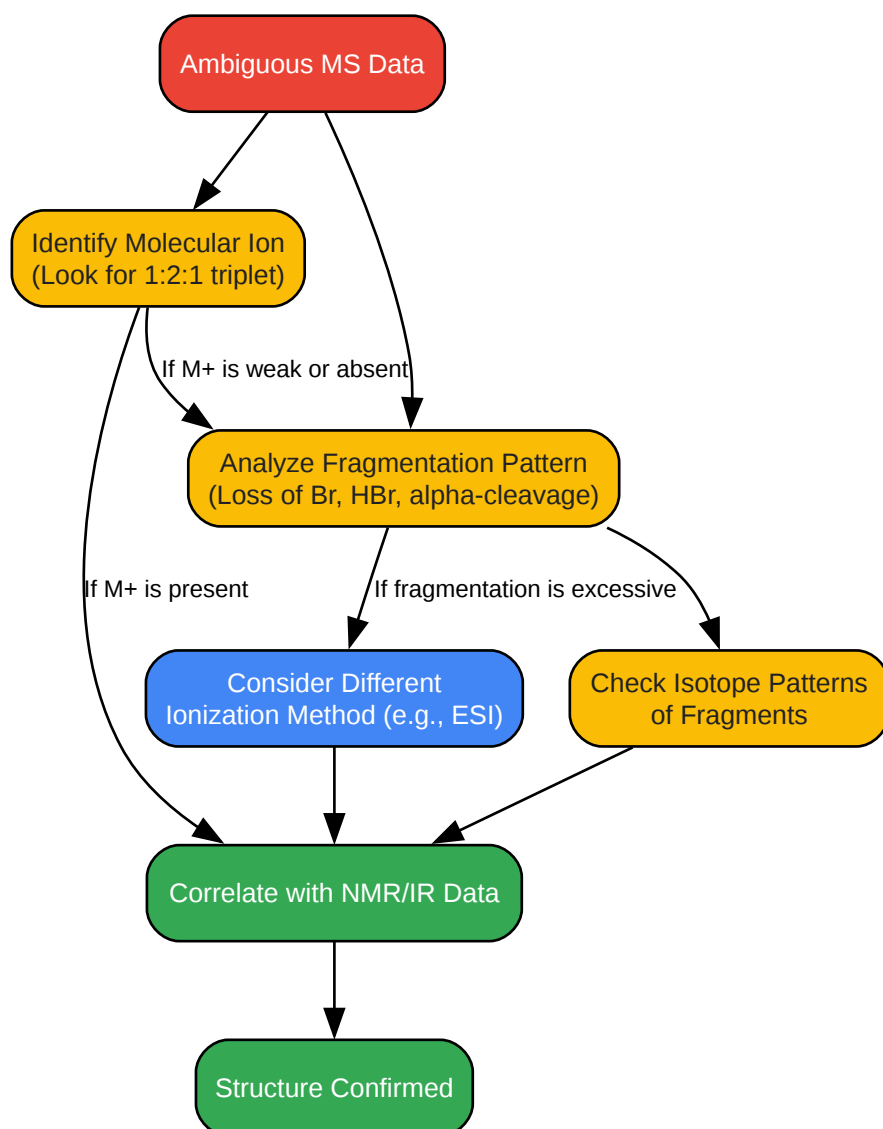 Ambiguous MS Data
Identify Molecular Ion
(Look for 1:2:1 triplet)
If M+ is weak or absent
Analyze Fragmentation Pattern
(Loss of Br, HBr, alpha-cleavage)
If M+ is present
If fragmentation is excessive
Consider Different
Ionization Method (e.g., ESI)
Check Isotope Patterns
of Fragments
Correlate with NMR/IR Data
Structure Confirmed